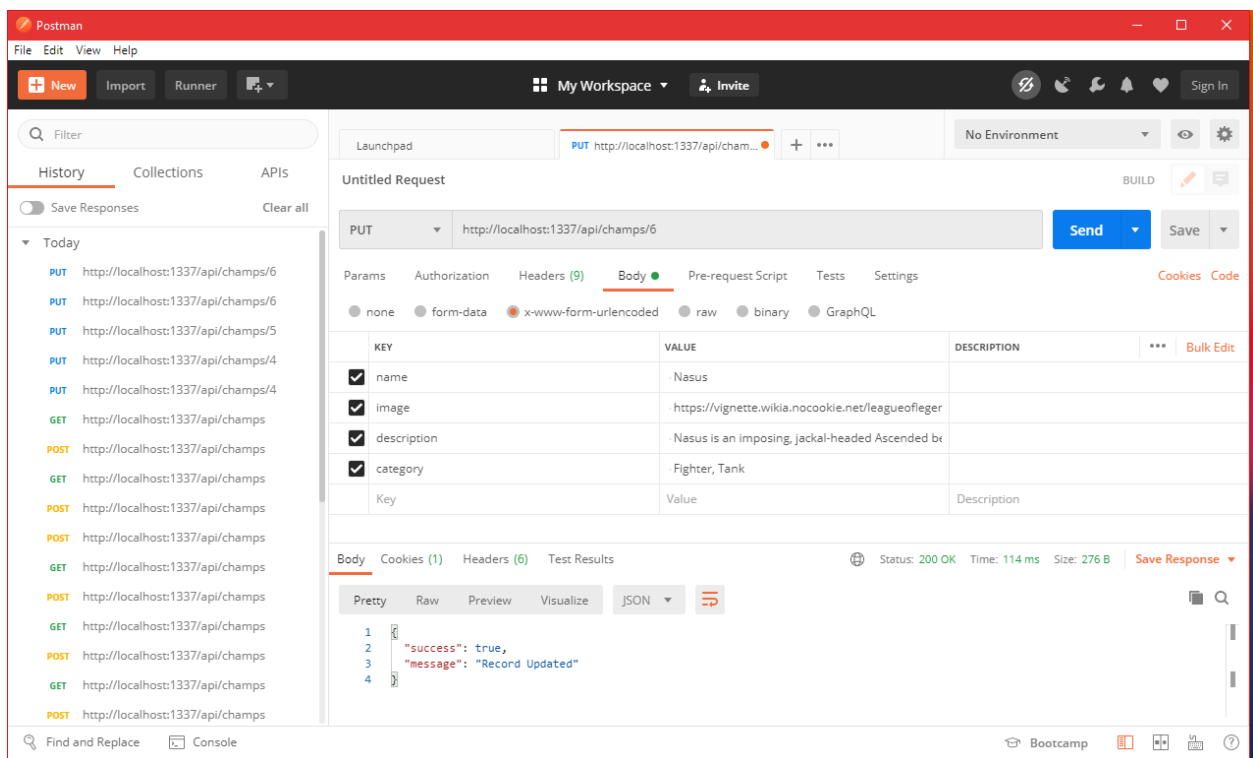 Postman
File Edit View Help
New Import Runner My Workspace Invite Sign In
Filter
History Collections APIs
Save Responses Clear all
Today
PUT http://localhost:1337/api/champs/6
PUT http://localhost:1337/api/champs/6
PUT http://localhost:1337/api/champs/5
PUT http://localhost:1337/api/champs/4
PUT http://localhost:1337/api/champs/4
GET http://localhost:1337/api/champs
POST http://localhost:1337/api/champs
GET http://localhost:1337/api/champs
POST http://localhost:1337/api/champs
POST http://localhost:1337/api/champs
GET http://localhost:1337/api/champs
POST http://localhost:1337/api/champs
GET http://localhost:1337/api/champs
POST http://localhost:1337/api/champs
GET http://localhost:1337/api/champs
POST http://localhost:1337/api/champs
Launchpad PUT http://localhost:1337/api/cham... + ••• No Environment
Untitled Request BUILD
PUT http://localhost:1337/api/champs/6 Send Save
Params Authorization Headers (9) Body Pre-request Script Tests Settings Cookies Code
none form-data x-www-form-urlencoded raw binary GraphQL
KEY VALUE DESCRIPTION ••• Bulk Edit
name Nasus
image https://vignette.wikia.nocookie.net/leagueofleger
description Nasus is an imposing, jackal-headed Ascended be
category Fighter, Tank
Key Value Description
Body Cookies (1) Headers (6) Test Results Status: 200 OK Time: 114 ms Size: 276 B Save Response
Pretty Raw Preview Visualize JSON
1 {
2 "success": true,
3 "message": "Record Updated"
4 }
Find and Replace Console Bootcamp ?